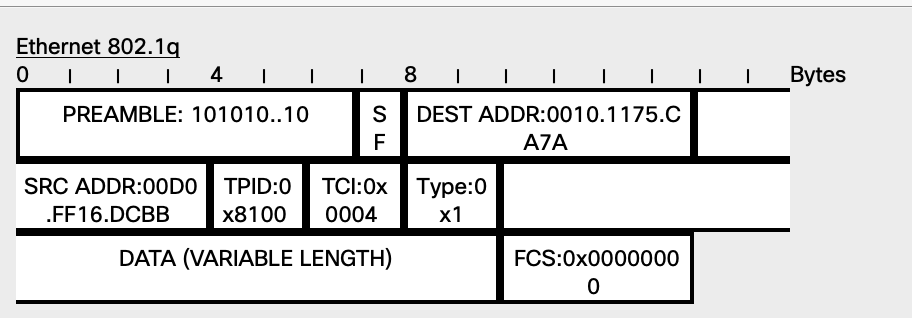 Ethernet 802.1q
0 4 8 Bytes
PREAMBLE: 101010..10
S
F
DEST ADDR:0010.1175.C
A7A
SRC ADDR:00D0
.FF16.DCBB
TPID:0
x8100
TCI:0x
0004
Type:0
x1
DATA (VARIABLE LENGTH)
FCS:0x0000000
0